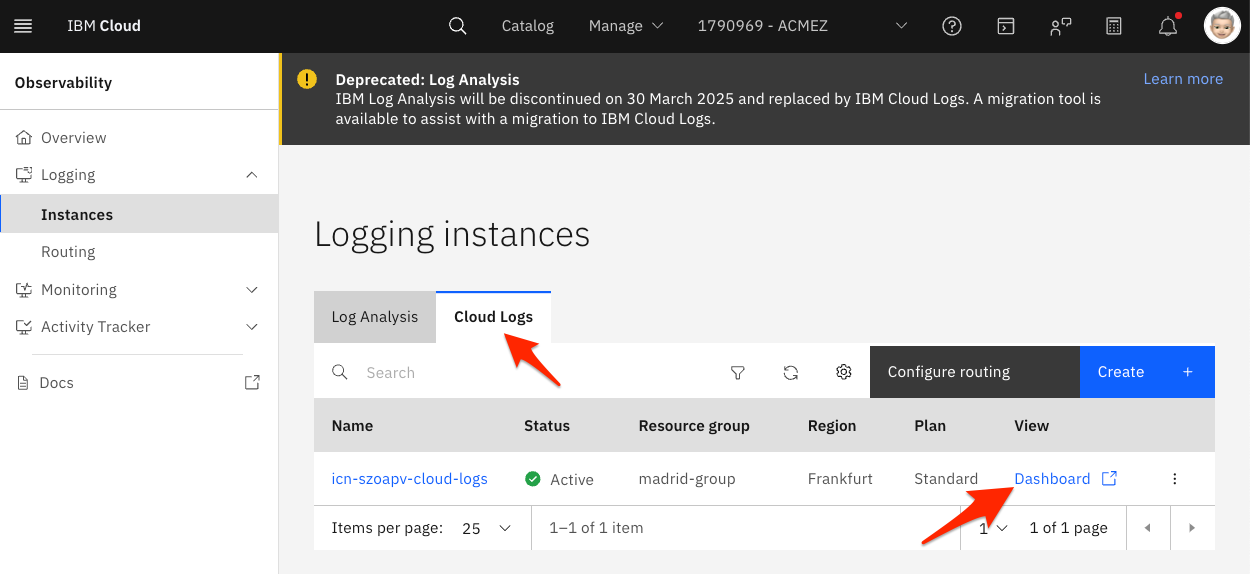 IBM Cloud
Catalog
Manage
1790969 - ACMEZ
Observability
Overview
Logging
Instances
Routing
Monitoring
Activity Tracker
Docs
Deprecated: Log Analysis
Learn more
IBM Log Analysis will be discontinued on 30 March 2025 and replaced by IBM Cloud Logs. A migration tool is
available to assist with a migration to IBM Cloud Logs.
Logging instances
Log Analysis
Cloud Logs
Search
Configure routing
Create +
Name Status Resource group Region Plan View
icn-szoapv-cloud-logs Active madrid-group Frankfurt Standard Dashboard
Items per page: 25 1–1 of 1 item 1 1 of 1 page